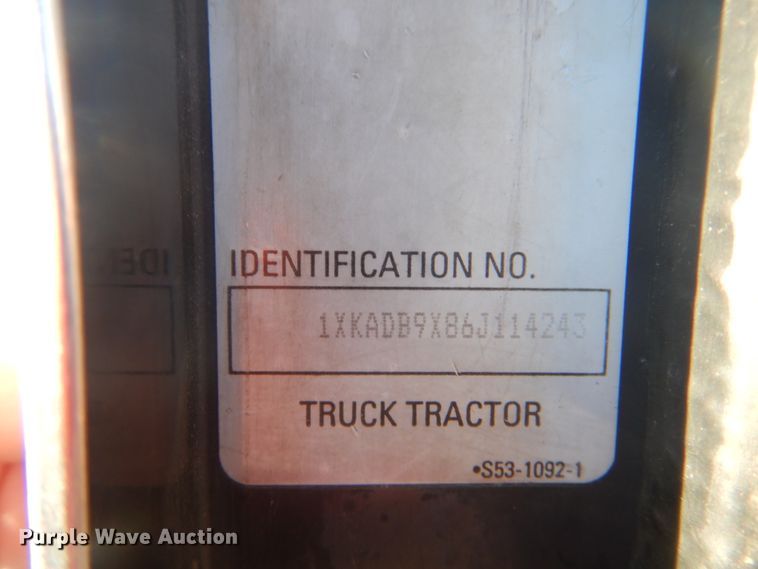 IDENTIFICATION NO.
1XKADB9X86J114243
TRUCK TRACTOR
•S53-1092-1
Purple Wave Auction